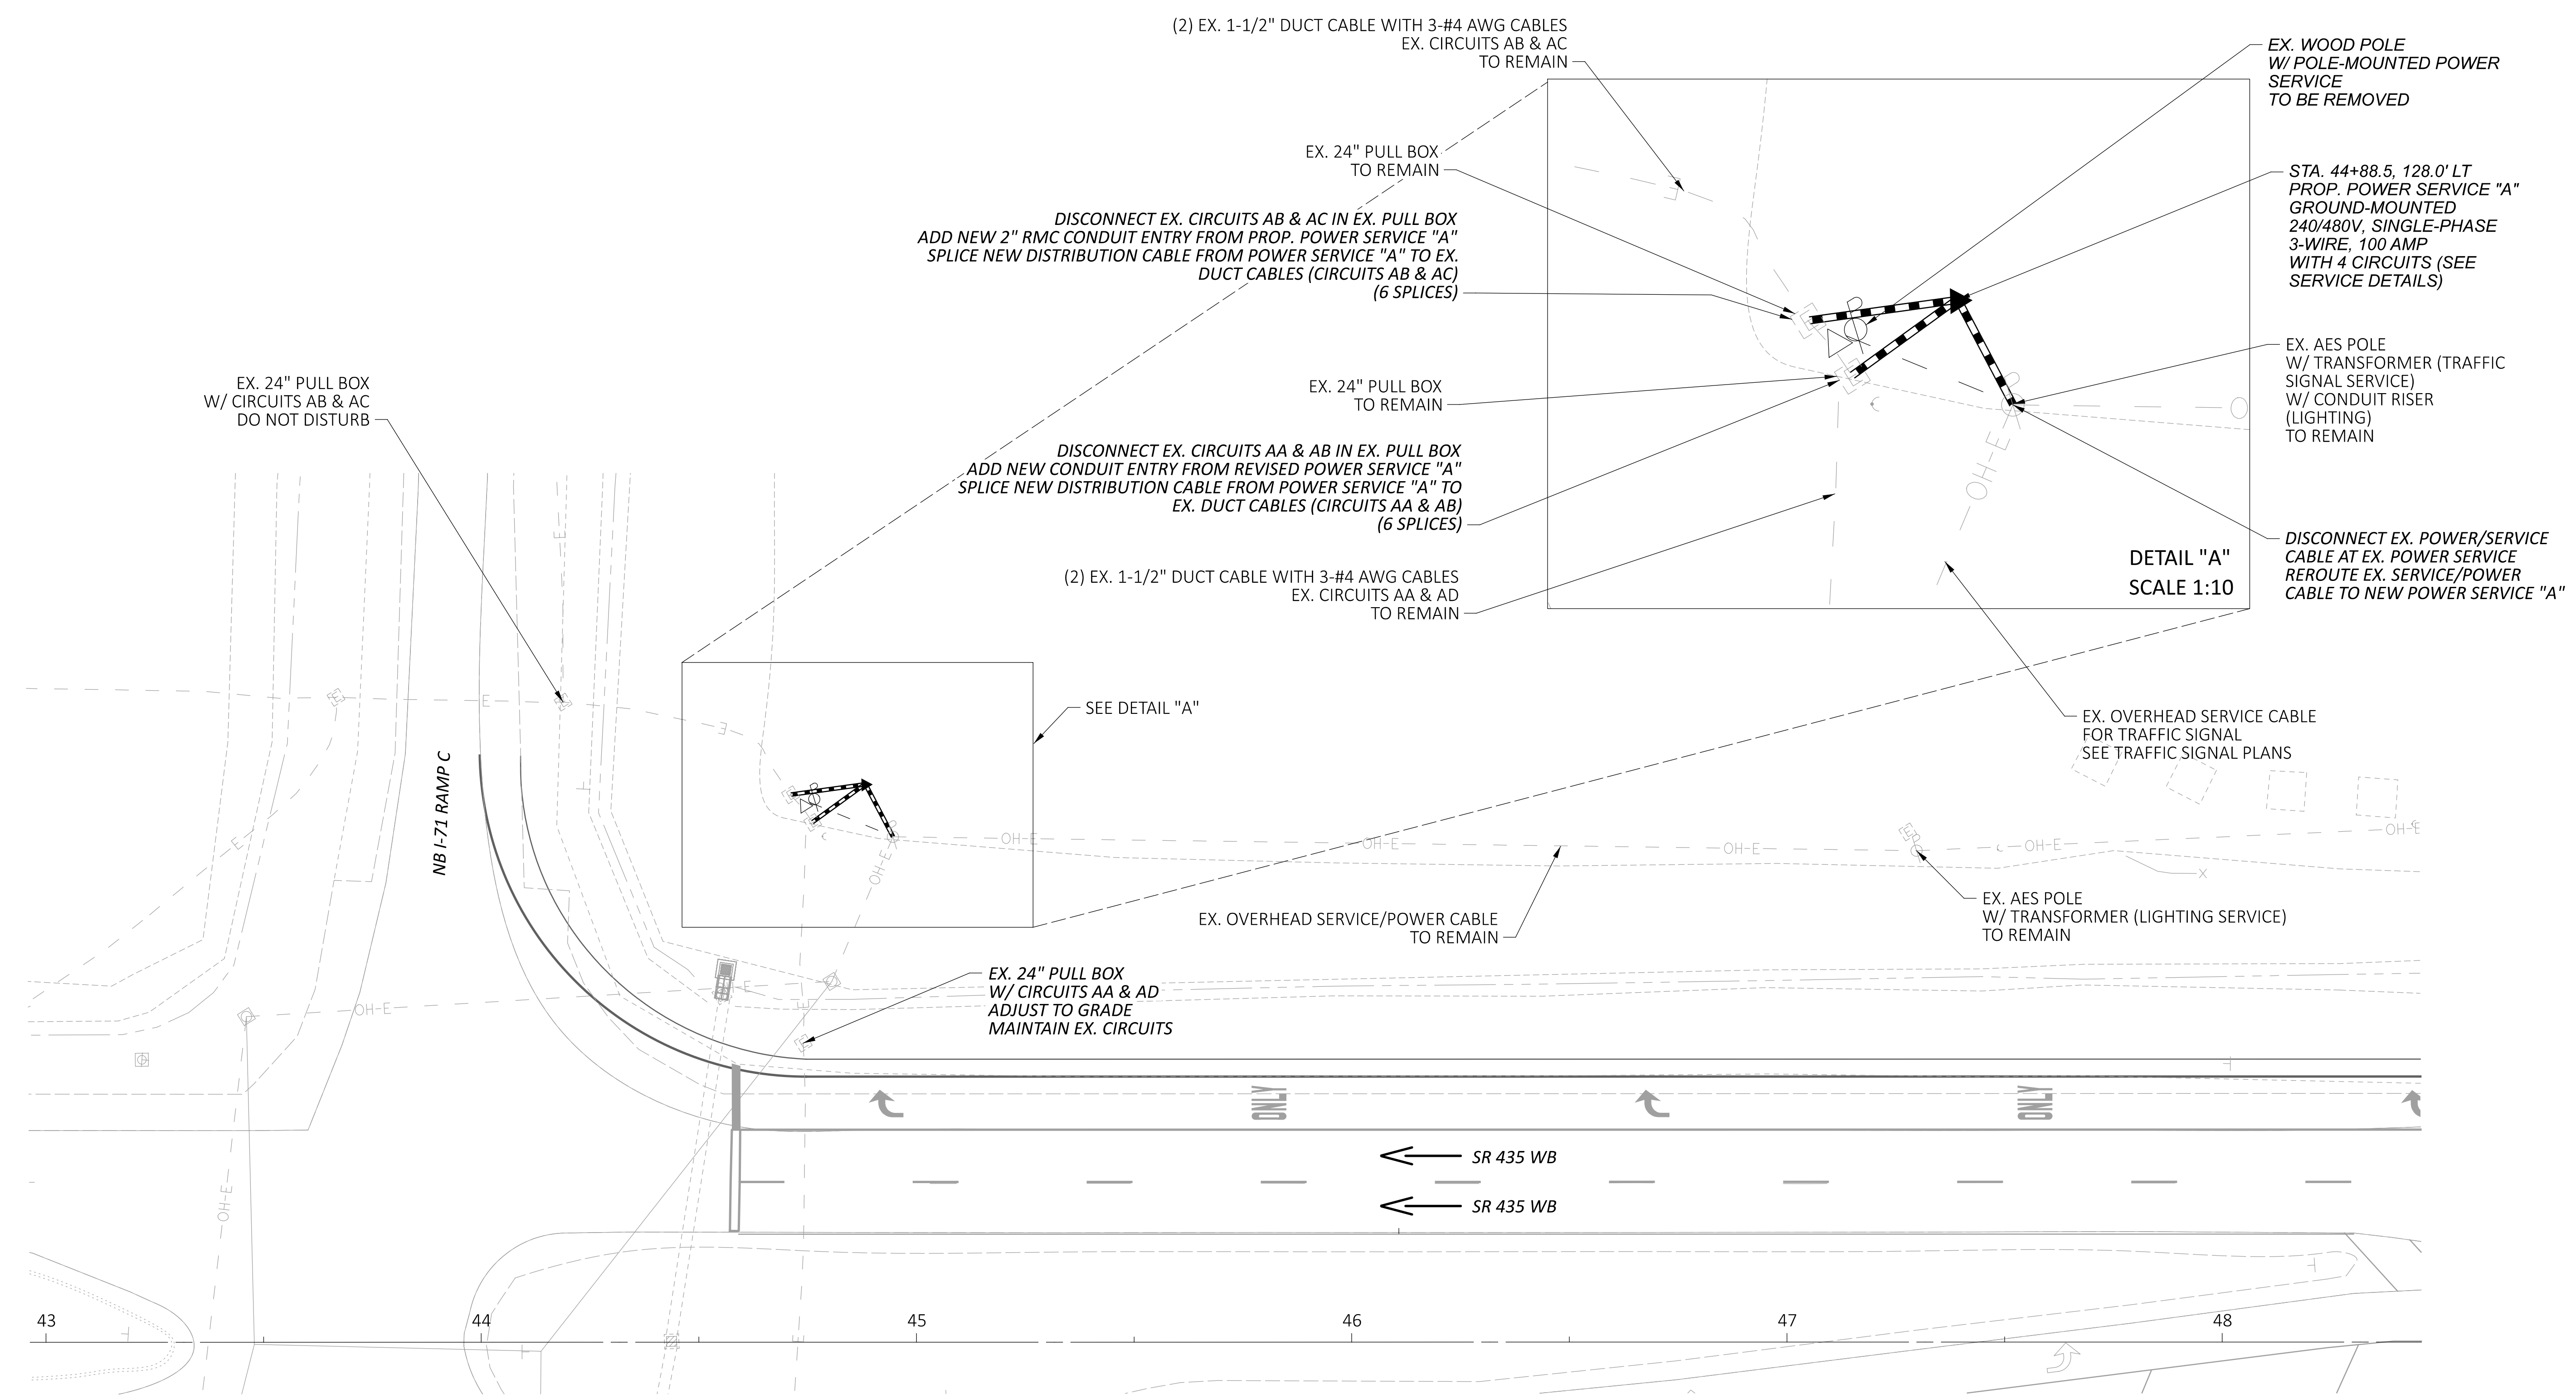 (2) EX. 1-1/2" DUCT CABLE WITH 3-#4 AWG CABLES
EX. CIRCUITS AB & AC
TO REMAIN
EX. WOOD POLE
W/ POLE-MOUNTED POWER
SERVICE
TO BE REMOVED
EX. 24" PULL BOX
TO REMAIN
STA. 44+88.5, 128.0' LT
PROP. POWER SERVICE "A"
GROUND-MOUNTED
240/480V, SINGLE-PHASE
3-WIRE, 100 AMP
WITH 4 CIRCUITS (SEE
SERVICE DETAILS)
DISCONNECT EX. CIRCUITS AB & AC IN EX. PULL BOX
ADD NEW 2" RMC CONDUIT ENTRY FROM PROP. POWER SERVICE "A"
SPLICE NEW DISTRIBUTION CABLE FROM POWER SERVICE "A" TO EX.
DUCT CABLES (CIRCUITS AB & AC)
(6 SPLICES)
EX. AES POLE
W/ TRANSFORMER (TRAFFIC
SIGNAL SERVICE)
W/ CONDUIT RISER
(LIGHTING)
TO REMAIN
EX. 24" PULL BOX
W/ CIRCUITS AB & AC
DO NOT DISTURB
EX. 24" PULL BOX
TO REMAIN
DISCONNECT EX. CIRCUITS AA & AB IN EX. PULL BOX
ADD NEW CONDUIT ENTRY FROM REVISED POWER SERVICE "A"
SPLICE NEW DISTRIBUTION CABLE FROM POWER SERVICE "A" TO
EX. DUCT CABLES (CIRCUITS AA & AB)
(6 SPLICES)
E
OH-E
O
DETAIL "A"
SCALE 1:10
DISCONNECT EX. POWER/SERVICE
CABLE AT EX. POWER SERVICE
REROUTE EX. SERVICE/POWER
CABLE TO NEW POWER SERVICE "A"
(2) EX. 1-1/2" DUCT CABLE WITH 3-#4 AWG CABLES
EX. CIRCUITS AA & AD
TO REMAIN
SEE DETAIL "A"
EX. OVERHEAD SERVICE CABLE
FOR TRAFFIC SIGNAL
SEE TRAFFIC SIGNAL PLANS
NB I-71 RAMP C
E
E
E
E
OH-E
OH-E
OH-E
OH-E
OH-E
OH-E
EX. OVERHEAD SERVICE/POWER CABLE
TO REMAIN
EX. AES POLE
W/ TRANSFORMER (LIGHTING SERVICE)
TO REMAIN
EX. 24" PULL BOX
W/ CIRCUITS AA & AD
ADJUST TO GRADE
MAINTAIN EX. CIRCUITS
E
E
OH-E
OH-E
ONLY
ONLY
SR 435 WB
SR 435 WB
43
44
45
46
47
48